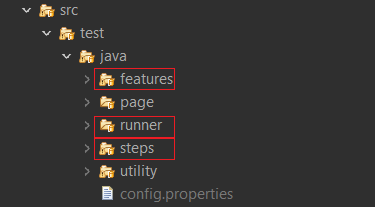 src
test
java
features
page
runner
steps
utility
config.properties